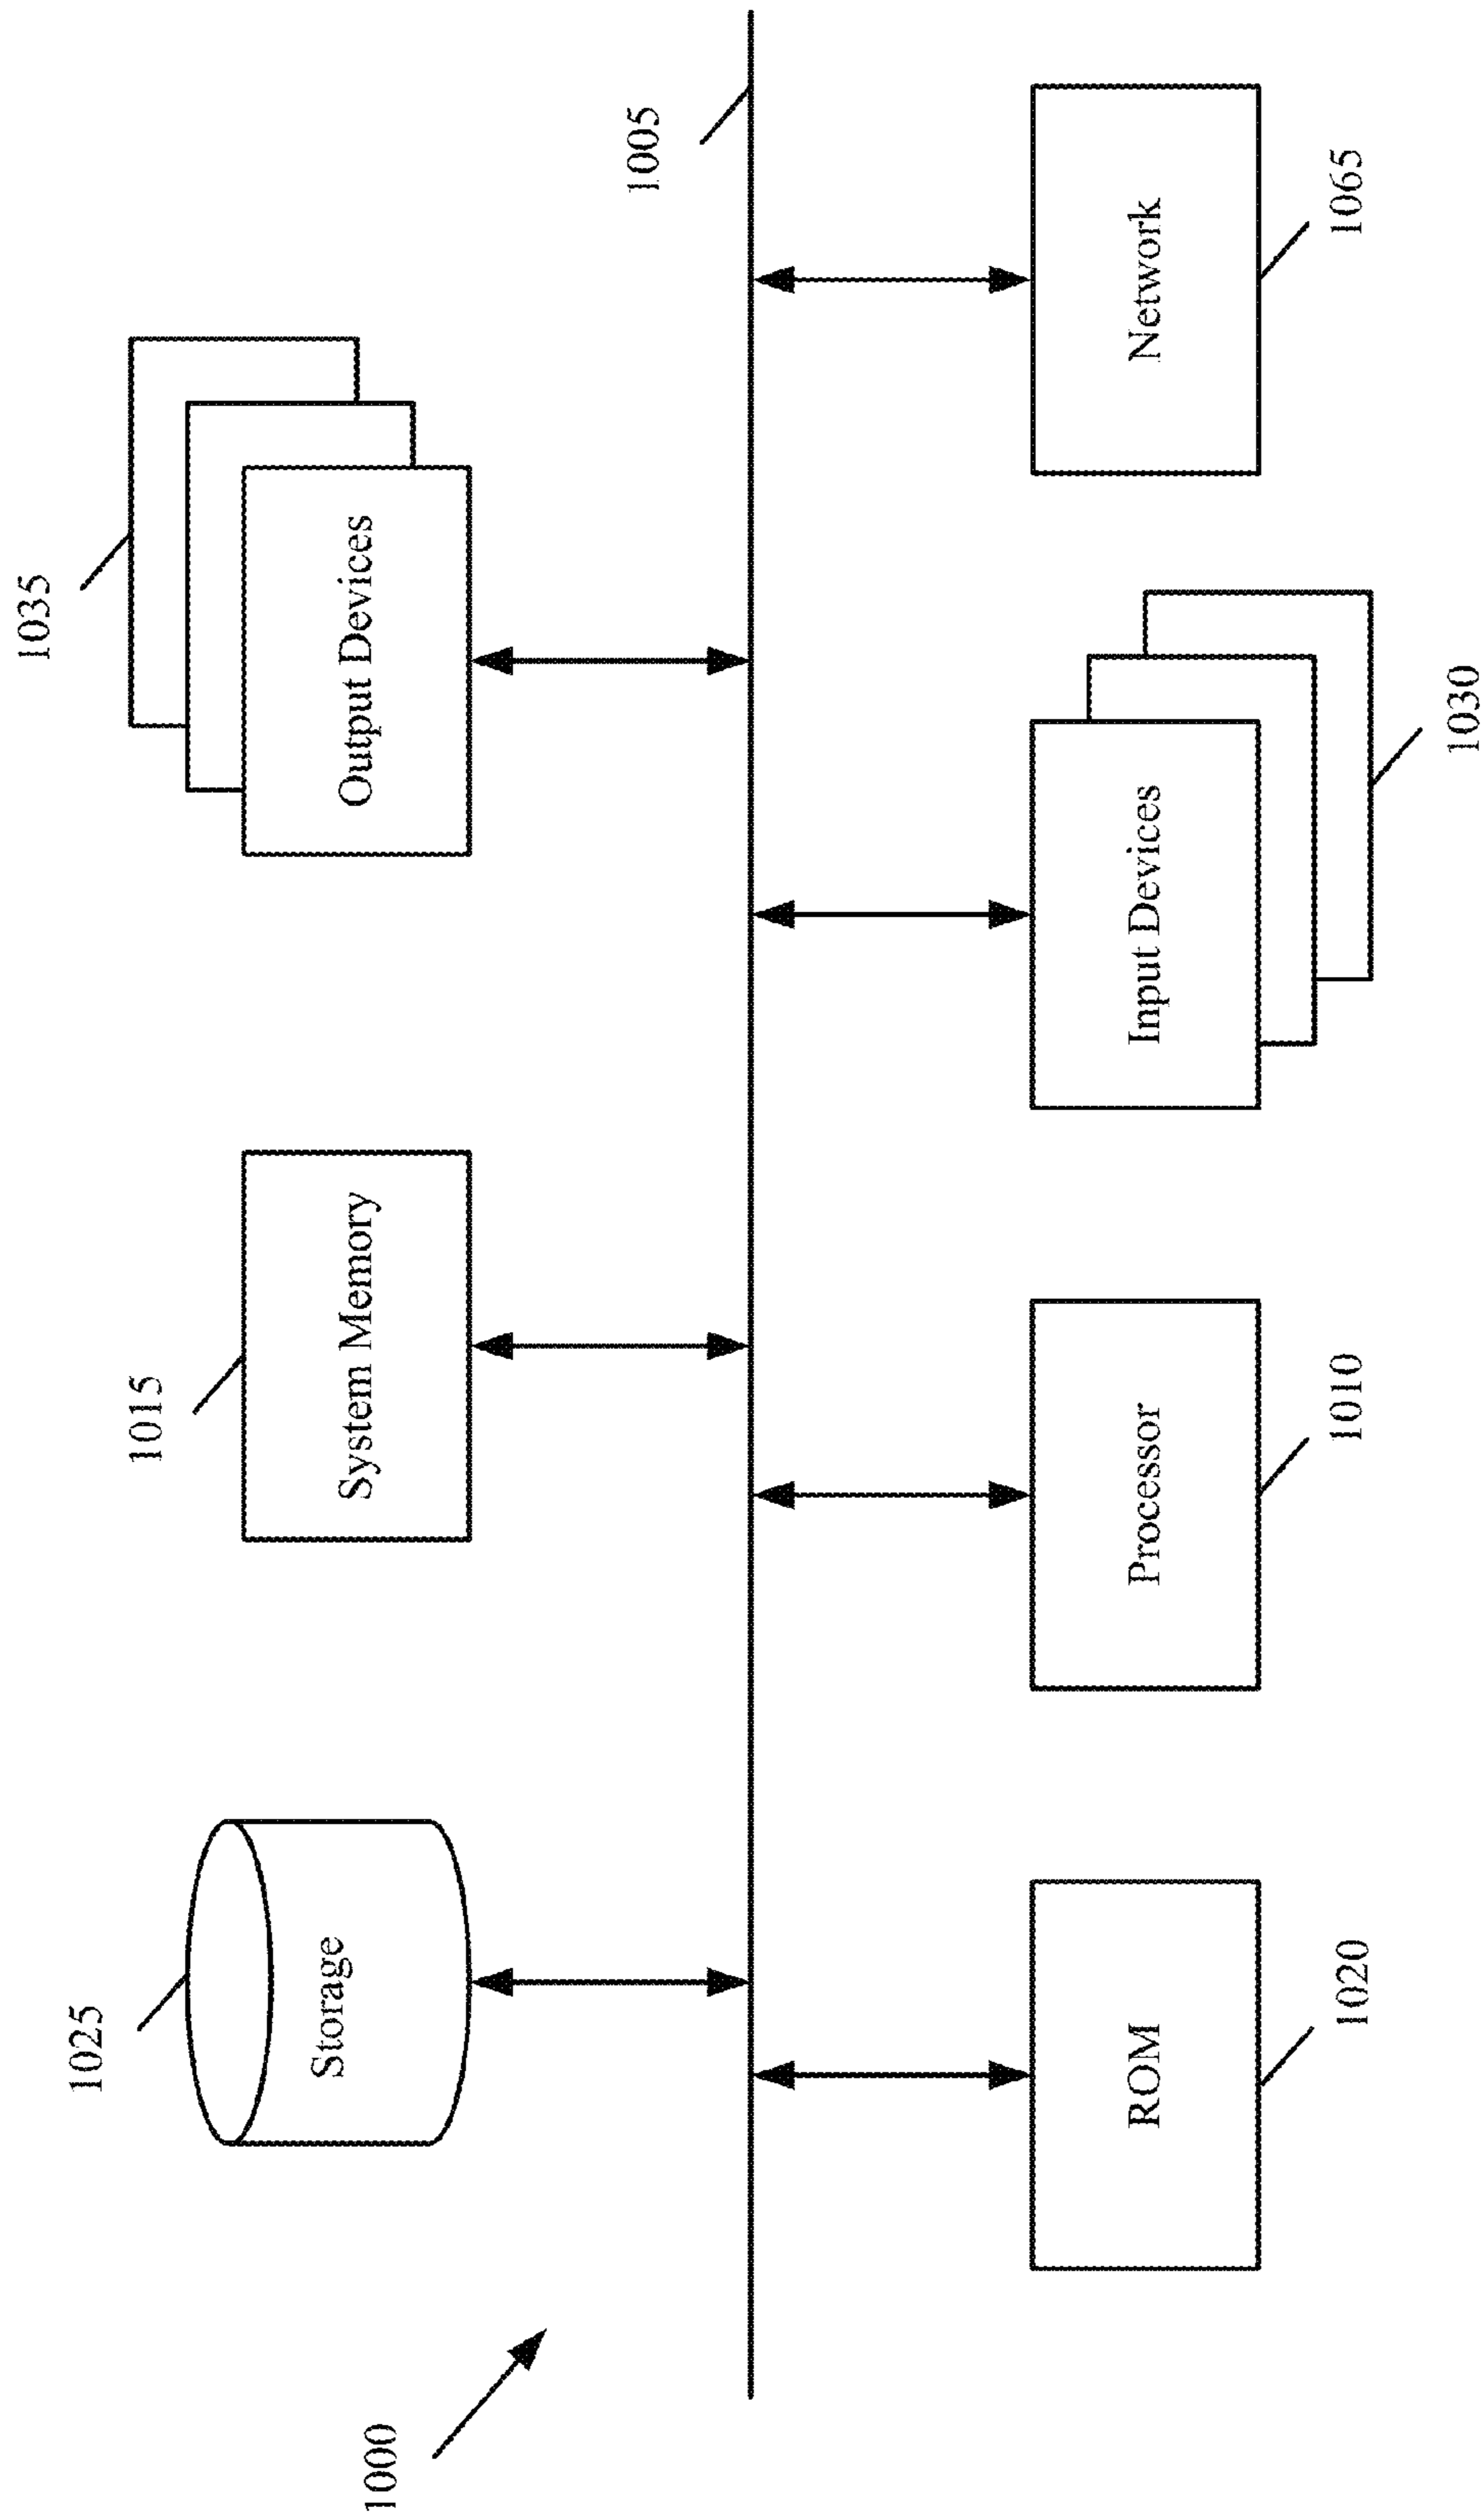 1000
1025
Storage
1015
System Memory
1035
Output Devices
1005
ROM
1020
Processor
1010
Input Devices
1030
Network
1065